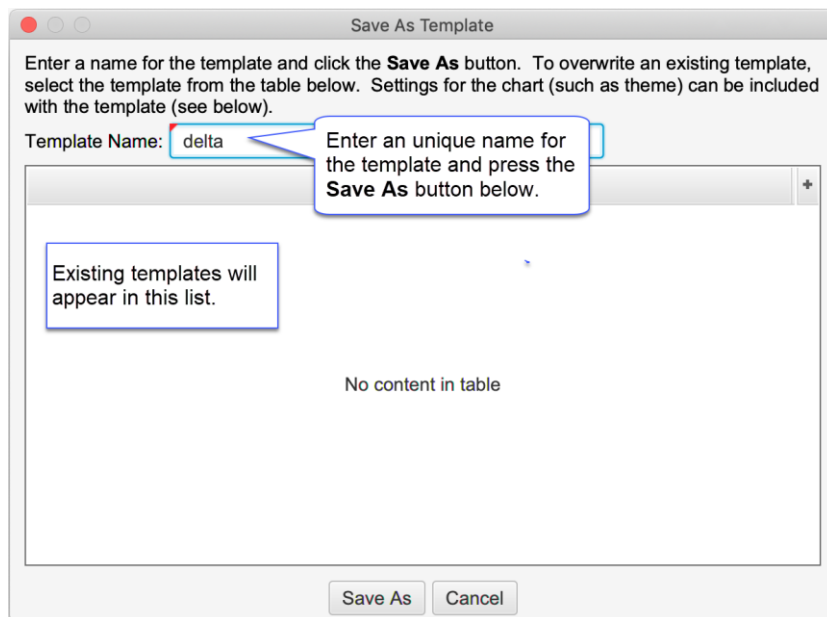 Save As Template
Enter a name for the template and click the Save As button.  To overwrite an existing template,
select the template from the table below.  Settings for the chart (such as theme) can be included
with the template (see below).
Template Name: delta
Enter an unique name for
the template and press the
Save As button below.
+
Existing templates will
appear in this list.
No content in table
Save As Cancel